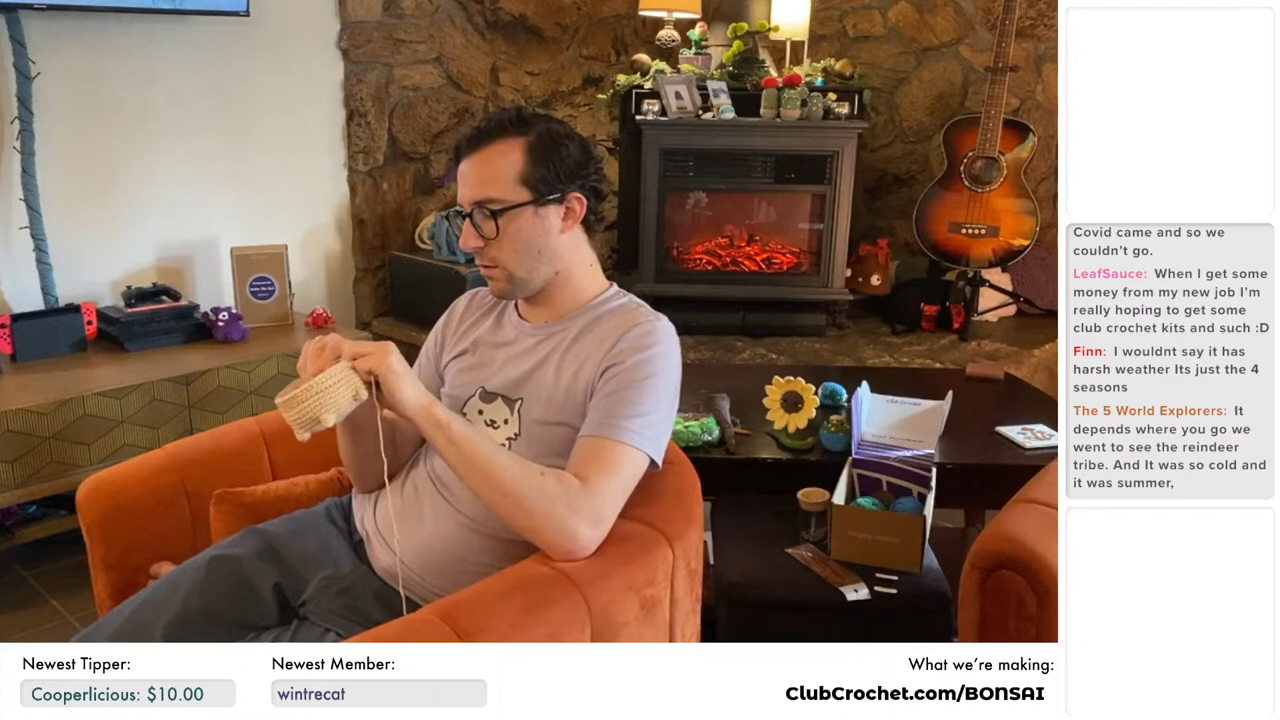 Covid came and so we
couldn't go.
LeafSauce: When I get some
money from my new job I'm
really hoping to get some
club crochet kits and such :D
Finn: I wouldnt say it has
harsh weather Its just the 4
seasons
The 5 World Explorers: It
depends where you go we
went to see the reindeer
tribe. And It was so cold and
it was summer,
Newest Tipper:
Cooperlicious: $10.00
Newest Member:
wintrecat
What we're making:
ClubCrochet.com/BONSAI